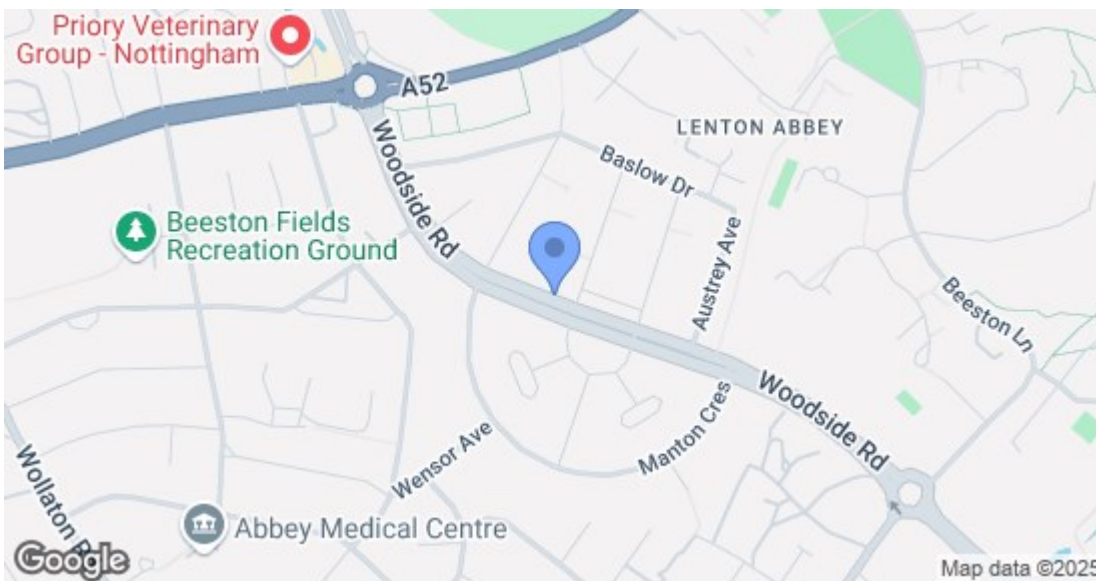 Priory Veterinary
Group - Nottingham
A52
LENTON ABBEY
Woodside Rd
Baslow Dr
Beeston Fields
Recreation Ground
Austrey Ave
Beeston Ln
Woodside Rd
Manton Cres
Wensor Ave
Wollaton Rd
Abbey Medical Centre
Google
Map data ©2025